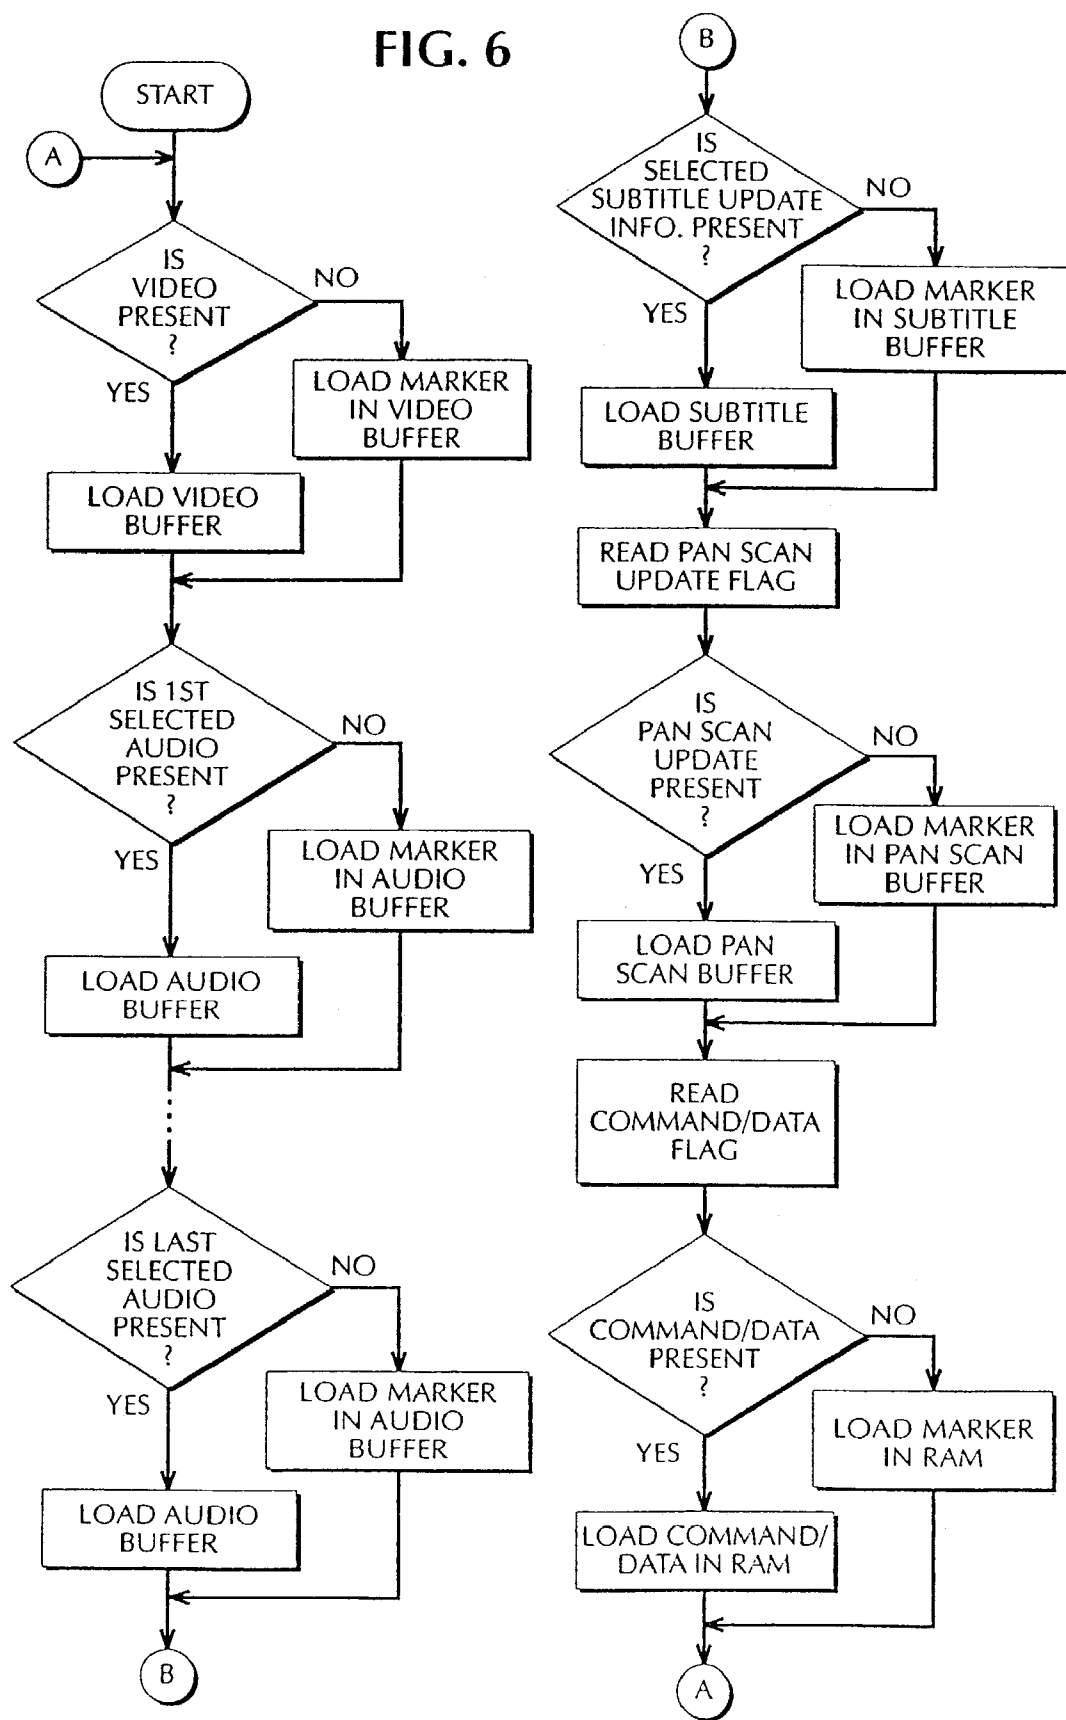 FIG. 6
START
A
IS
VIDEO
PRESENT
?
NO
YES
LOAD MARKER
IN VIDEO
BUFFER
LOAD VIDEO
BUFFER
IS 1ST
SELECTED
AUDIO
PRESENT
?
NO
YES
LOAD MARKER
IN AUDIO
BUFFER
LOAD AUDIO
BUFFER
IS LAST
SELECTED
AUDIO
PRESENT
?
NO
YES
LOAD MARKER
IN AUDIO
BUFFER
LOAD AUDIO
BUFFER
B
B
IS
SELECTED
SUBTITLE UPDATE
INFO. PRESENT
?
NO
YES
LOAD MARKER
IN SUBTITLE
BUFFER
LOAD SUBTITLE
BUFFER
READ PAN SCAN
UPDATE FLAG
IS
PAN SCAN
UPDATE
PRESENT
?
NO
YES
LOAD MARKER
IN PAN SCAN
BUFFER
LOAD PAN
SCAN BUFFER
READ
COMMAND/DATA
FLAG
IS
COMMAND/DATA
PRESENT
?
NO
YES
LOAD MARKER
IN RAM
LOAD COMMAND/
DATA IN RAM
A